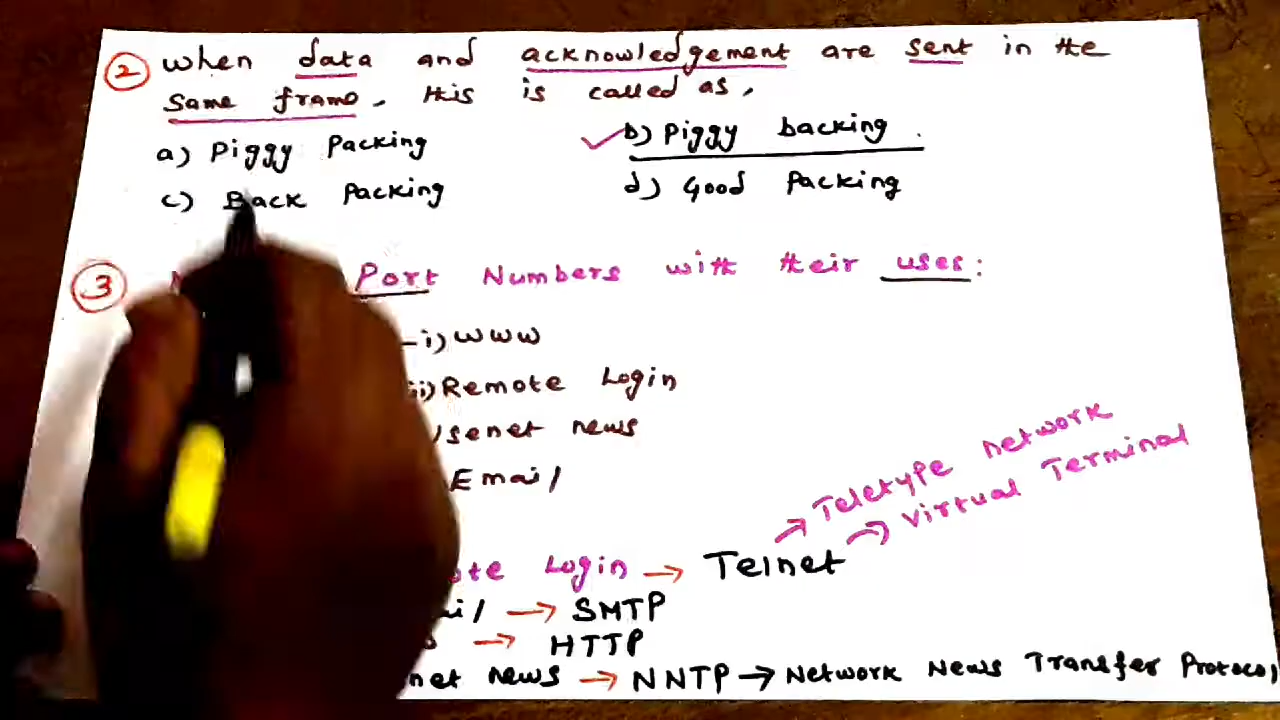 2 When data and acknowledgement are sent in the
same frame, this is called as,
a) Piggy Packing b) Piggy backing.
c) Back Packing d) Good Packing
3 Port Numbers with their uses:
i) WWW
ii) Remote Login
senet news
Email
Teletype network
Virtual Terminal
Login → Telnet
→ SMTP
→ HTTP
net news → NNTP → Network News Transfer Protocol